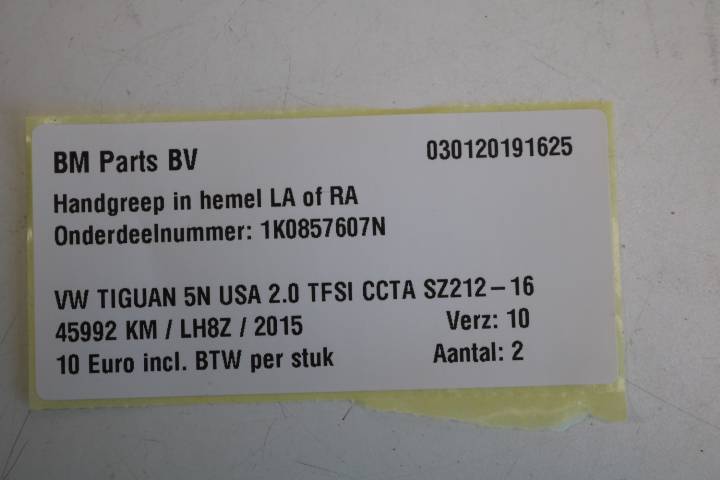 BM Parts BV 030120191625
Handgreep in hemel LA of RA
Onderdeelnummer: 1K0857607N
VW TIGUAN 5N USA 2.0 TFSI CCTA SZ212-16
45992 KM / LH8Z / 2015 Verz: 10
10 Euro incl. BTW per stuk Aantal: 2